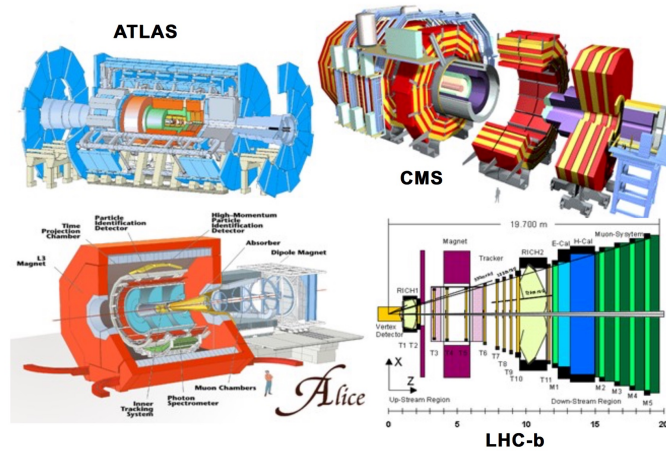 ATLAS
CMS
Particle
Identification
Detector
High-Momentum
Particle
Identification
Detector
Time
Projection
Chamber
Absorber
Dipole Magnet
L3
Magnet
Muon Chambers
Photon
Spectrometer
Inner
Tracking
System
Alice
19.700 m
Muon-System
E-Cal
H-Cal
Magnet
Tracker
RICH2
RICH1
Vertex
Detector
T1 T2
T3
T6
T7
T8
T9
T10
T11
M1
M2
M3
M4
M5
X
Z
Up-Stream Region
Down-Stream Region
0 5 10 15 20
LHC-b